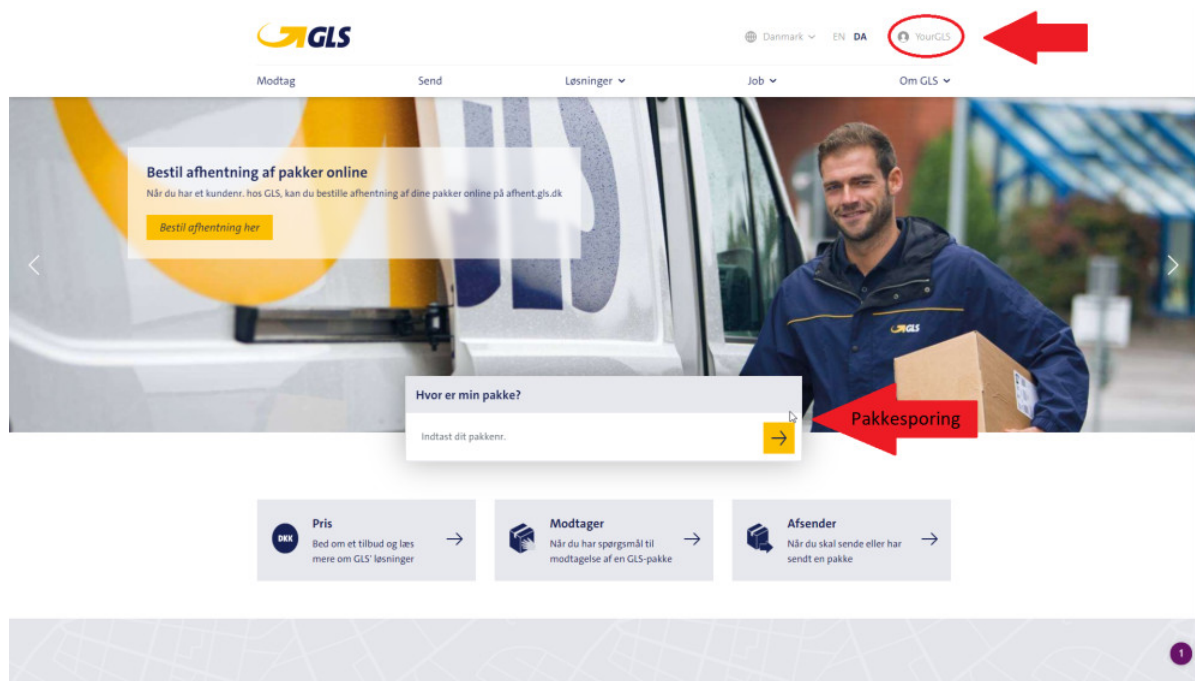 GLS
Danmark EN DA YourGLS
Modtag Send Løsninger Job Om GLS
Bestil afhentning af pakker online
Når du har et kundenr. hos GLS, kan du bestille afhentning af dine pakker online på afhent.gls.dk
Bestil afhentning her
GLS
Hvor er min pakke?
Indtast dit pakkenr.
Pakkesporing
DKK
Pris
Bed om et tilbud og læs
mere om GLS' løsninger
Modtager
Når du har spørgsmål til
modtagelse af en GLS-pakke
Afsender
Når du skal sende eller har
sendt en pakke
1